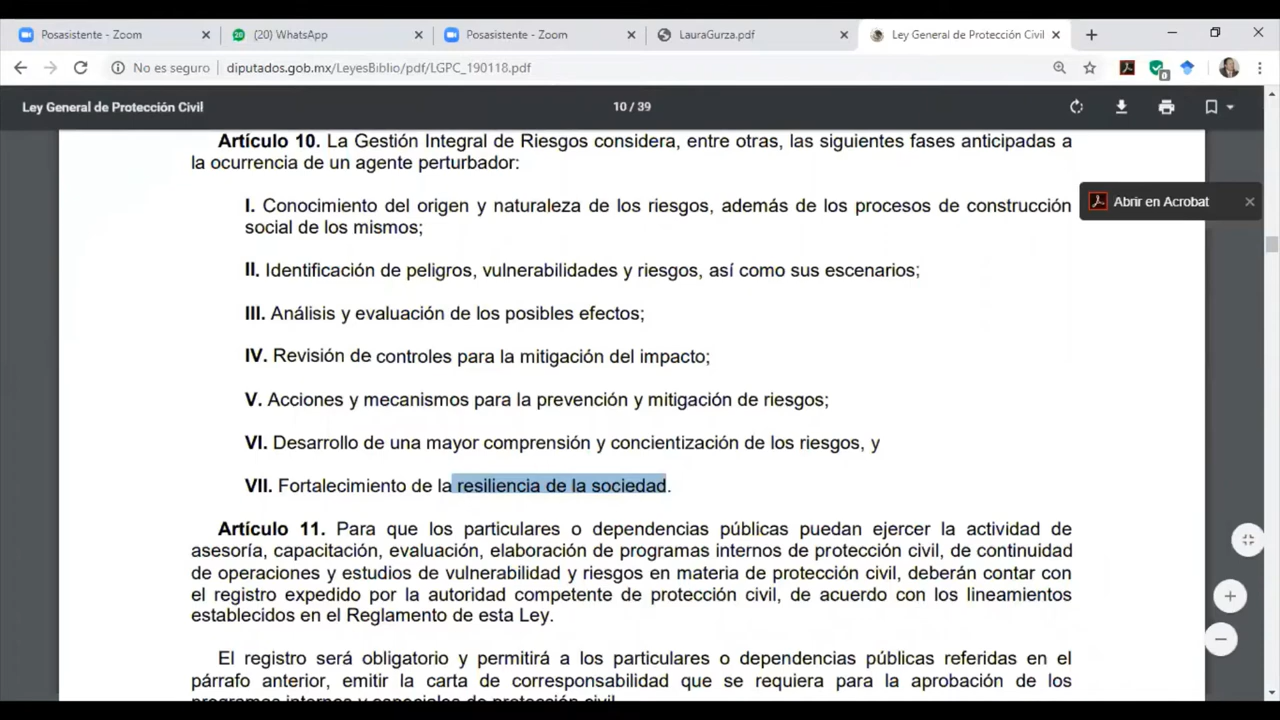 Posasistente - Zoom
(20) WhatsApp
Posasistente - Zoom
LauraGurza.pdf
Ley General de Protección Civil
No es seguro
deputados.gob.mx/LeyesBiblio/pdf/LGPC_190118.pdf
0
Ley General de Protección Civil
10 / 39
Artículo 10. La Gestión Integral de Riesgos considera, entre otras, las siguientes fases anticipadas a
la ocurrencia de un agente perturbador:
Abrir en Acrobat
I. Conocimiento del origen y naturaleza de los riesgos, además de los procesos de construcción
social de los mismos;
II. Identificación de peligros, vulnerabilidades y riesgos, así como sus escenarios;
III. Análisis y evaluación de los posibles efectos;
IV. Revisión de controles para la mitigación del impacto;
V. Acciones y mecanismos para la prevención y mitigación de riesgos;
VI. Desarrollo de una mayor comprensión y concientización de los riesgos, y
VII. Fortalecimiento de la resiliencia de la sociedad.
Artículo 11. Para que los particulares o dependencias públicas puedan ejercer la actividad de
asesoría, capacitación, evaluación, elaboración de programas internos de protección civil, de continuidad
de operaciones y estudios de vulnerabilidad y riesgos en materia de protección civil, deberán contar con
el registro expedido por la autoridad competente de protección civil, de acuerdo con los lineamientos
establecidos en el Reglamento de esta Ley.
El registro será obligatorio y permitirá a los particulares o dependencias públicas referidas en el
párrafo anterior, emitir la carta de corresponsabilidad que se requiera para la aprobación de los
programas internos y especiales de protección civil.